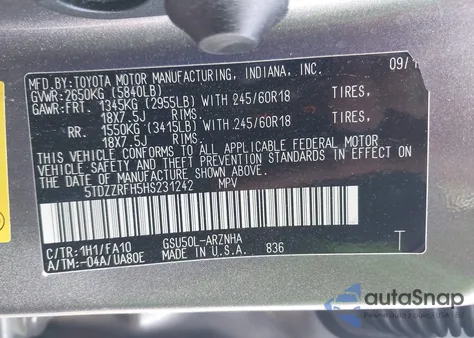 MFD.BY:TOYOTA MOTOR MANUFACTURING, INDIANA, INC. 09/1
GVWR:2650KG (5840LB)
GAWR:FRT. 1345KG (2955LB) WITH 245/60R18 TIRES,
18X7.5J RIMS,
RR. 1550KG (3415LB) WITH 245/60R18 TIRES,
18X7.5J
THIS VEHICLE CONFORMS TO ALL APPLICABLE FEDERAL MOTOR
VEHICLE SAFETY AND THEFT PREVENTION STANDARDS IN EFFECT ON
THE DATE OF MANUFACTURE SHOWN ABOVE.
5TDZZRFH5HS231242 MPV
C/TR:1H1/FA10 GSU50L-ARZNHA
A/TM:-04A/UA80E MADE IN U.S.A. 836 T
autoSnap